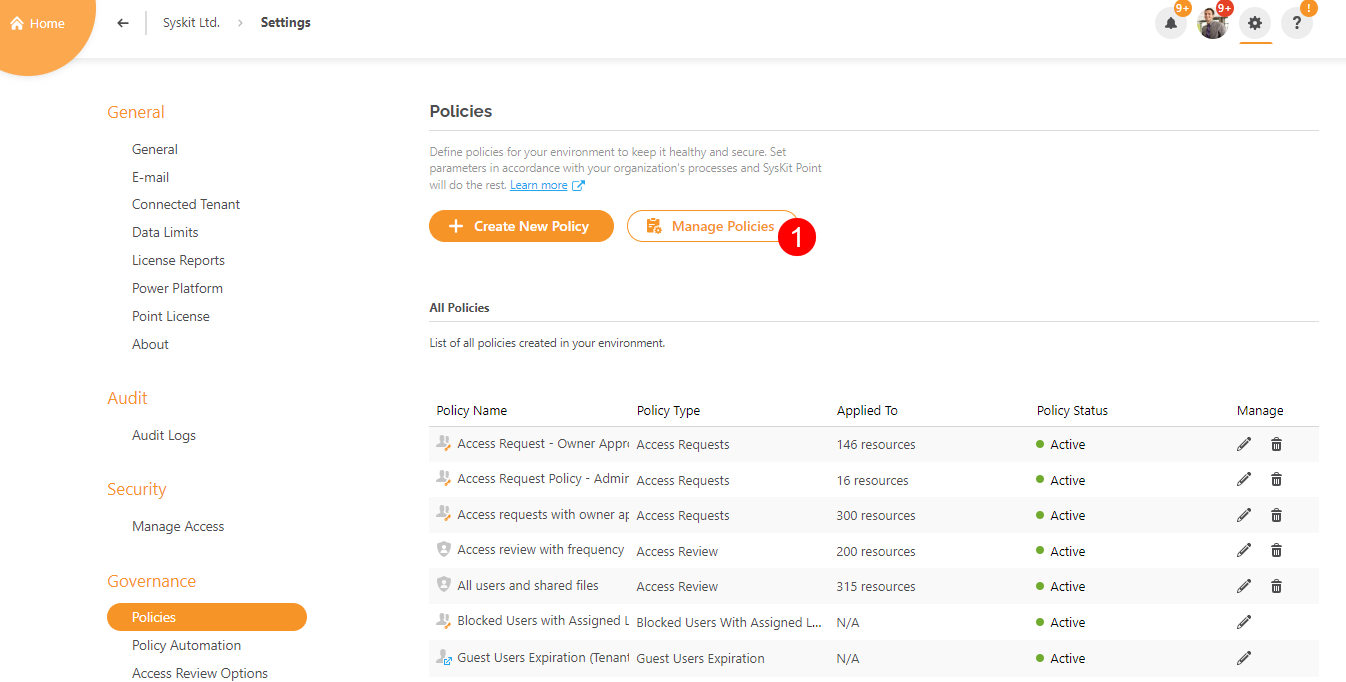 Home
Syskit Ltd. > Settings
9+
9+
!
?
General
General
E-mail
Connected Tenant
Data Limits
License Reports
Power Platform
Point License
About
Audit
Audit Logs
Security
Manage Access
Governance
Policies
Policy Automation
Access Review Options
Policies
Define policies for your environment to keep it healthy and secure. Set
parameters in accordance with your organization's processes and SysKit Point
will do the rest. Learn more
+ Create New Policy
Manage Policies
1
All Policies
List of all policies created in your environment.
Policy Name Policy Type Applied To Policy Status Manage
Access Request - Owner Appr Access Requests 146 resources Active
Access Request Policy - Admir Access Requests 16 resources Active
Access requests with owner ap Access Requests 300 resources Active
Access review with frequency Access Review 200 resources Active
All users and shared files Access Review 315 resources Active
Blocked Users with Assigned L Blocked Users With Assigned L... N/A Active
Guest Users Expiration (Tenant Guest Users Expiration N/A Active